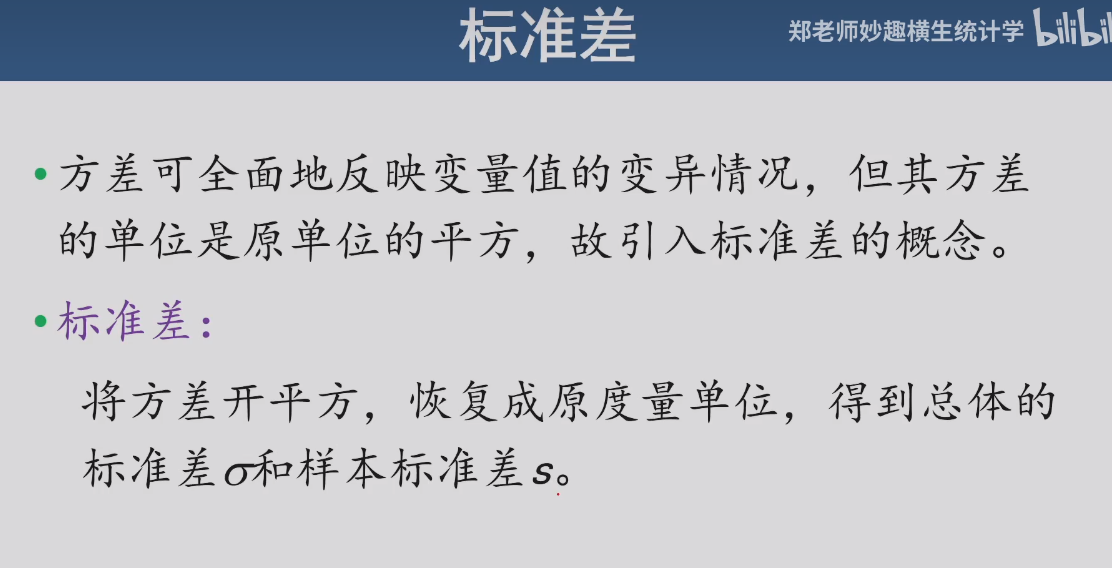 标准差
郑老师妙趣横生统计学 bilibili
•方差可全面地反映变量值的变异情况，但其方差
的单位是原单位的平方，故引入标准差的概念。
•标准差：
将方差开平方，恢复成原度量单位，得到总体的
标准差σ和样本标准差s。